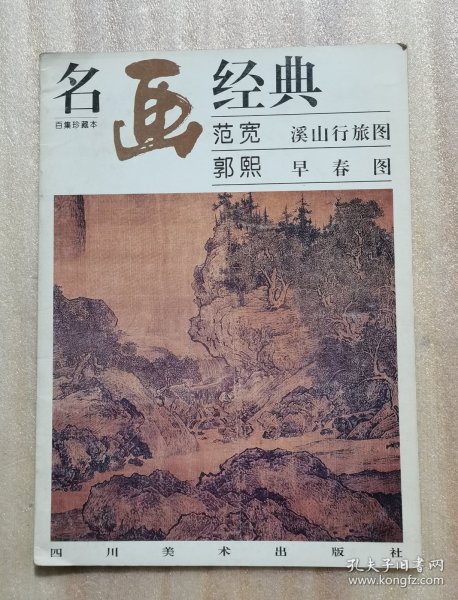 名画经典
百集珍藏本
范宽 溪山行旅图
郭熙 早春图
四川美术出版社
孔夫子旧书网
www.kongfz.com